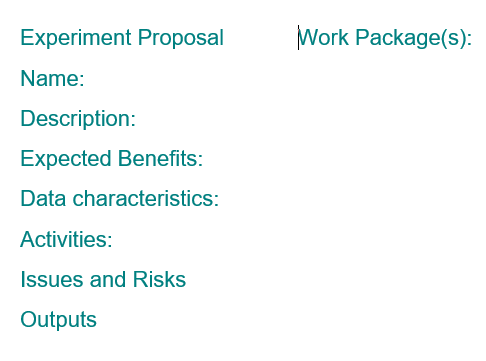 Experiment Proposal Work Package(s):
Name:
Description:
Expected Benefits:
Data characteristics:
Activities:
Issues and Risks
Outputs